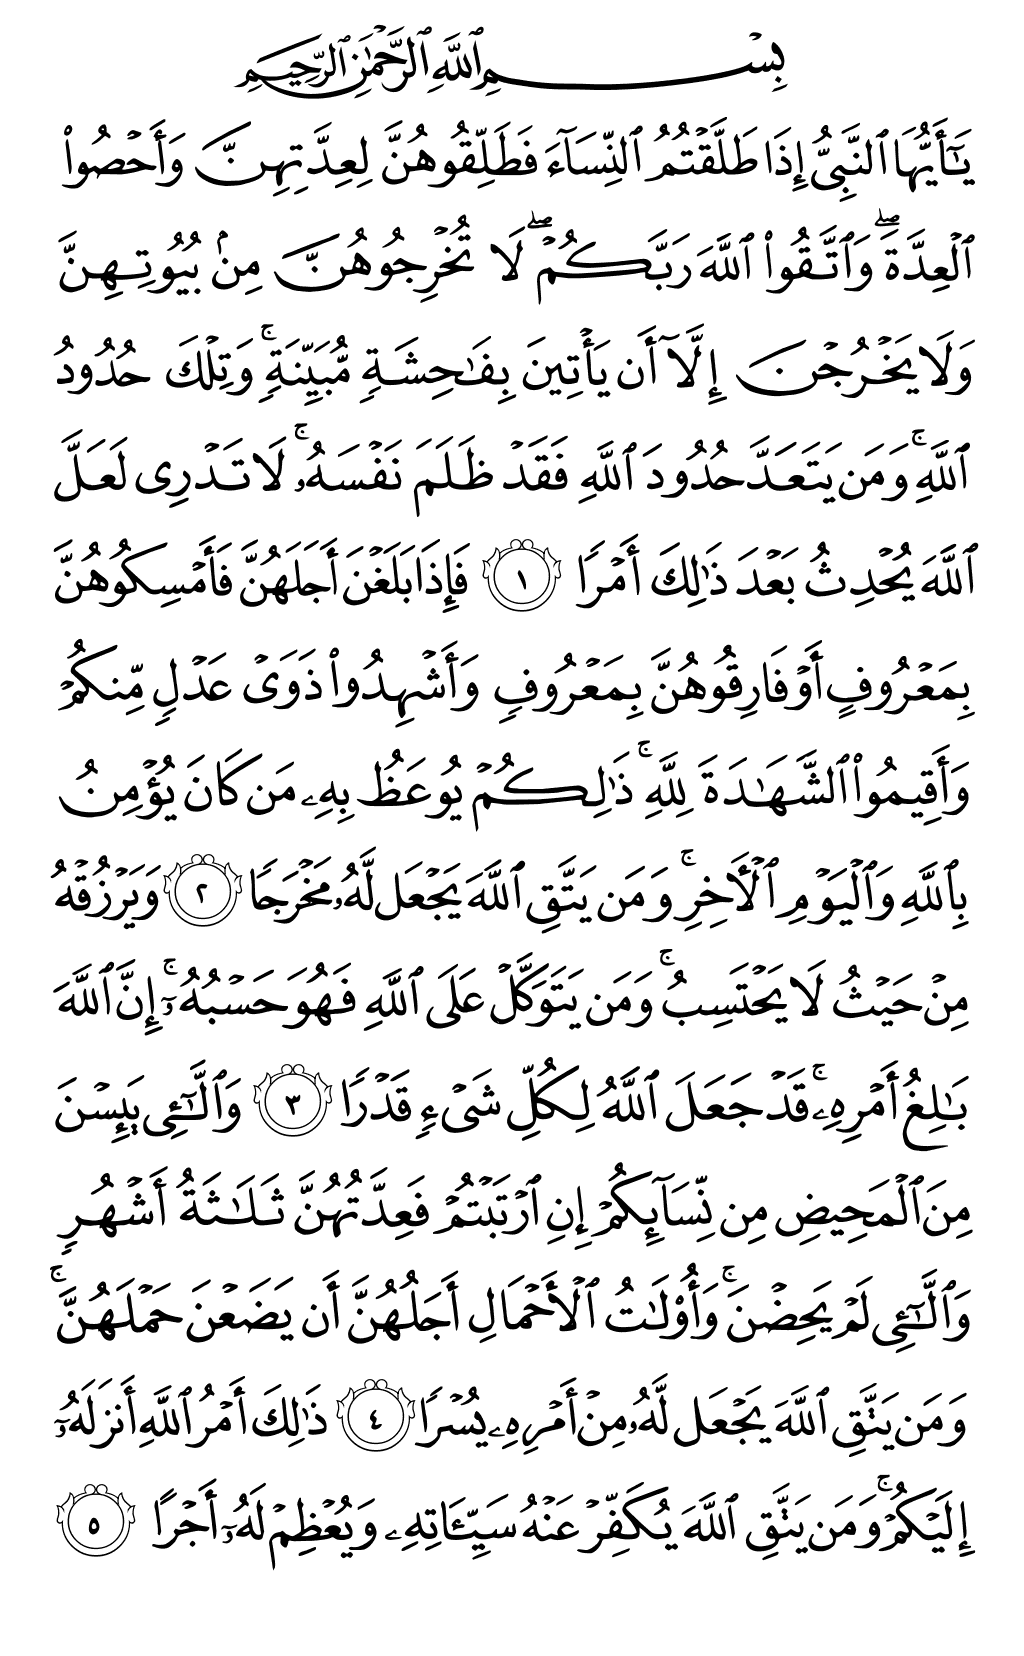 بِسۡمِ ٱللَّهِ ٱلرَّحۡمَٰنِ ٱلرَّحِيمِ
يَٰٓأَيُّهَا ٱلنَّبِيُّ إِذَا طَلَّقۡتُمُ ٱلنِّسَآءَ فَطَلِّقُوهُنَّ لِعِدَّتِهِنَّ وَأَحۡصُواْ
ٱلۡعِدَّةَۖ وَٱتَّقُواْ ٱللَّهَ رَبَّكُمۡۖ لَا تُخۡرِجُوهُنَّ مِنۢ بُيُوتِهِنَّ
وَلَا يَخۡرُجۡنَ إِلَّآ أَن يَأۡتِينَ بِفَٰحِشَةٖ مُّبَيِّنَةٖۚ وَتِلۡكَ حُدُودُ
ٱللَّهِۚ وَمَن يَتَعَدَّ حُدُودَ ٱللَّهِ فَقَدۡ ظَلَمَ نَفۡسَهُۥۚ لَا تَدۡرِي لَعَلَّ
ٱللَّهَ يُحۡدِثُ بَعۡدَ ذَٰلِكَ أَمۡرٗا ١ فَإِذَا بَلَغۡنَ أَجَلَهُنَّ فَأَمۡسِكُوهُنَّ
بِمَعۡرُوفٍ أَوۡ فَارِقُوهُنَّ بِمَعۡرُوفٖ وَأَشۡهِدُواْ ذَوَيۡ عَدۡلٖ مِّنكُمۡ
وَأَقِيمُواْ ٱلشَّهَٰدَةَ لِلَّهِۚ ذَٰلِكُمۡ يُوعَظُ بِهِۦ مَن كَانَ يُؤۡمِنُ
بِٱللَّهِ وَٱلۡيَوۡمِ ٱلۡأٓخِرِۚ وَمَن يَتَّقِ ٱللَّهَ يَجۡعَل لَّهُۥ مَخۡرَجٗا ٢ وَيَرۡزُقۡهُ
مِنۡ حَيۡثُ لَا يَحۡتَسِبُۚ وَمَن يَتَوَكَّلۡ عَلَى ٱللَّهِ فَهُوَ حَسۡبُهُۥٓۚ إِنَّ ٱللَّهَ
بَٰلِغُ أَمۡرِهِۦۚ قَدۡ جَعَلَ ٱللَّهُ لِكُلِّ شَيۡءٖ قَدۡرٗا ٣ وَٱلَّٰٓـِٔي يَئِسۡنَ
مِنَ ٱلۡمَحِيضِ مِن نِّسَآئِكُمۡ إِنِ ٱرۡتَبۡتُمۡ فَعِدَّتُهُنَّ ثَلَٰثَةُ أَشۡهُرٖ
وَٱلَّٰٓـِٔي لَمۡ يَحِضۡنَۚ وَأُوْلَٰتُ ٱلۡأَحۡمَالِ أَجَلُهُنَّ أَن يَضَعۡنَ حَمۡلَهُنَّۚ
وَمَن يَتَّقِ ٱللَّهَ يَجۡعَل لَّهُۥ مِنۡ أَمۡرِهِۦ يُسۡرٗا ٤ ذَٰلِكَ أَمۡرُ ٱللَّهِ أَنزَلَهُۥٓ
إِلَيۡكُمۡۚ وَمَن يَتَّقِ ٱللَّهَ يُكَفِّرۡ عَنۡهُ سَيِّـَٔاتِهِۦ وَيُعۡظِمۡ لَهُۥٓ أَجۡرًا ٥